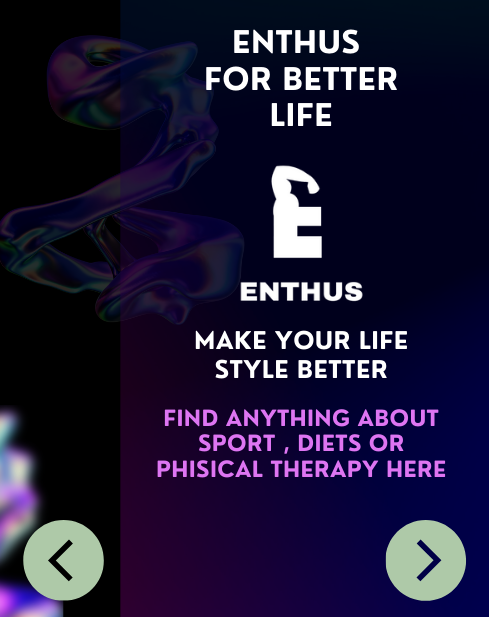 ENTHUS
FOR BETTER
LIFE
ENTHUS
MAKE YOUR LIFE
STYLE BETTER
FIND ANYTHING ABOUT
SPORT , DIETS OR
PHISICAL THERAPY HERE